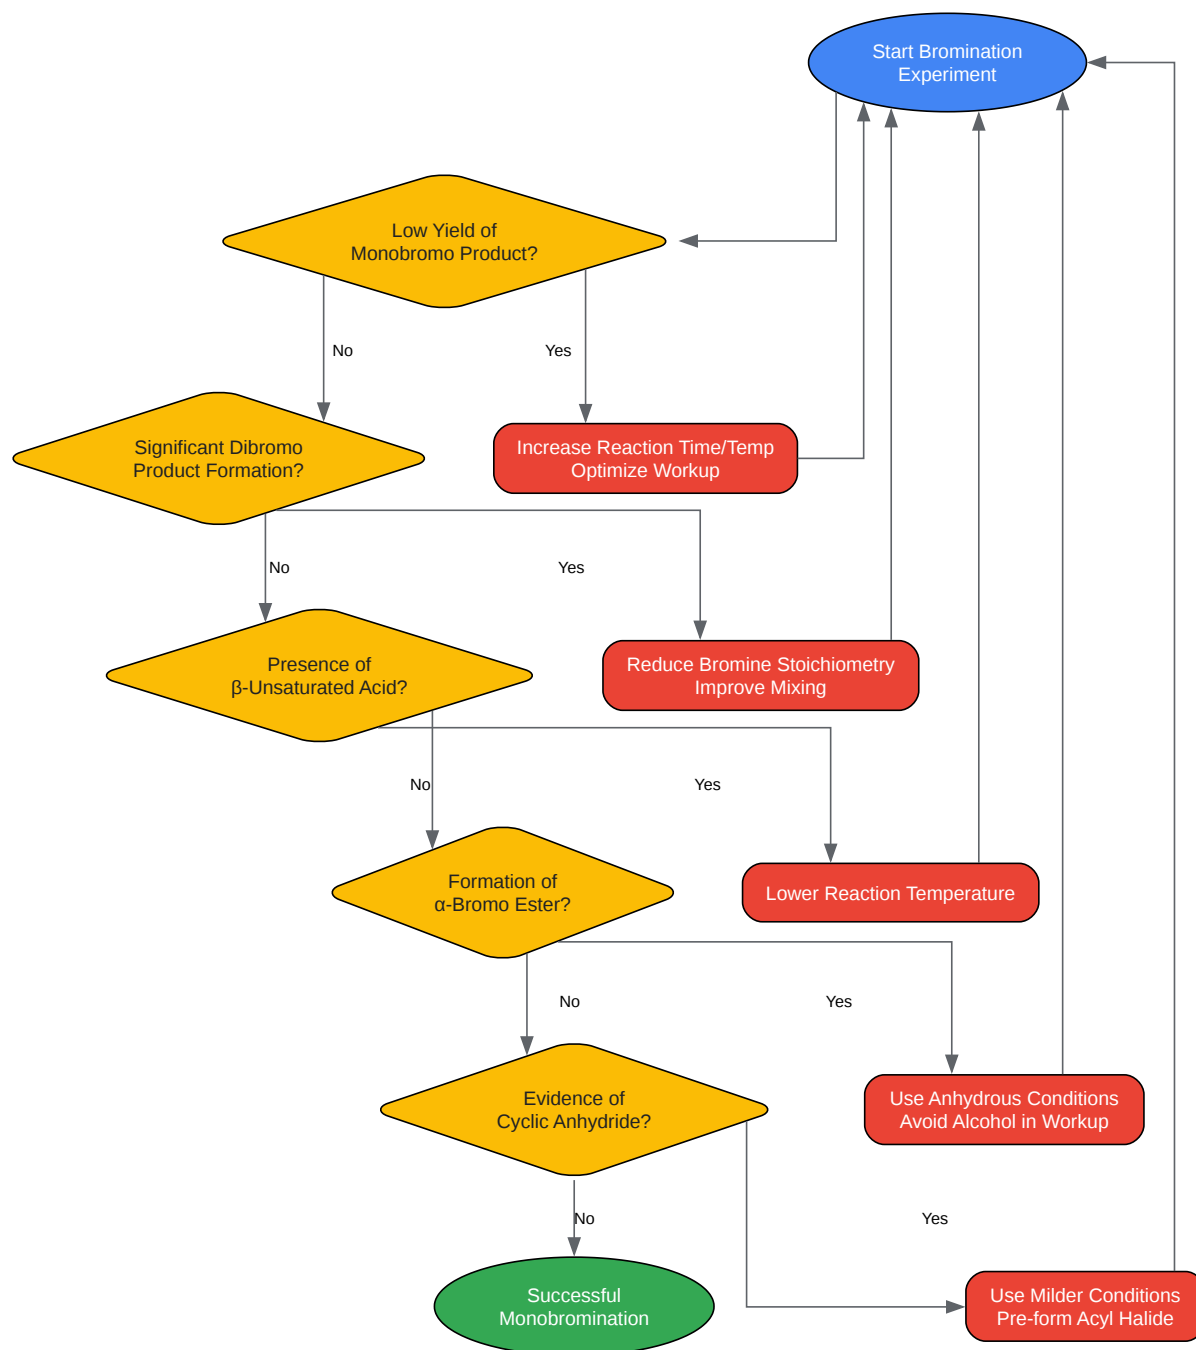 Start Bromination
Experiment
Low Yield of
Monobromo Product?
No
Yes
Significant Dibromo
Product Formation?
Increase Reaction Time/Temp
Optimize Workup
No
Yes
Presence of
β-Unsaturated Acid?
Reduce Bromine Stoichiometry
Improve Mixing
No
Yes
Formation of
α-Bromo Ester?
Lower Reaction Temperature
No
Yes
Evidence of
Cyclic Anhydride?
Use Anhydrous Conditions
Avoid Alcohol in Workup
No
Yes
Successful
Monobromination
Use Milder Conditions
Pre-form Acyl Halide